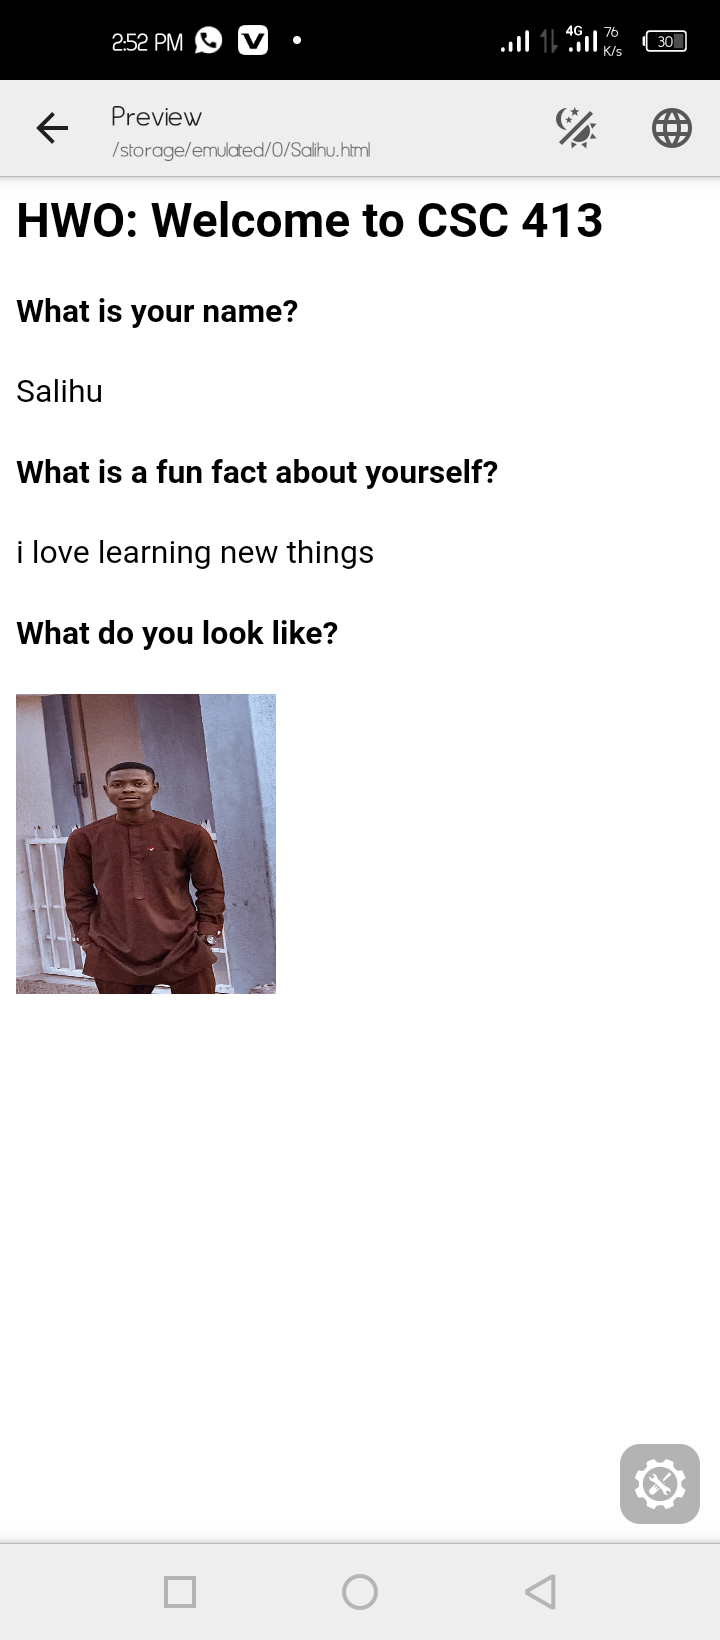 2:52 PM
4G
76
K/s
30
Preview
/storage/emulated/0/Salihu.html
HWO: Welcome to CSC 413
What is your name?
Salihu
What is a fun fact about yourself?
i love learning new things
What do you look like?